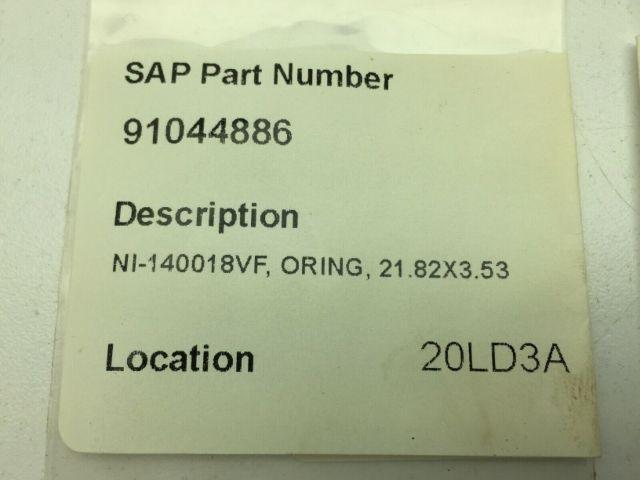 SAP Part Number
91044886
Description
NI-140018VF, ORING, 21.82X3.53
Location 20LD3A